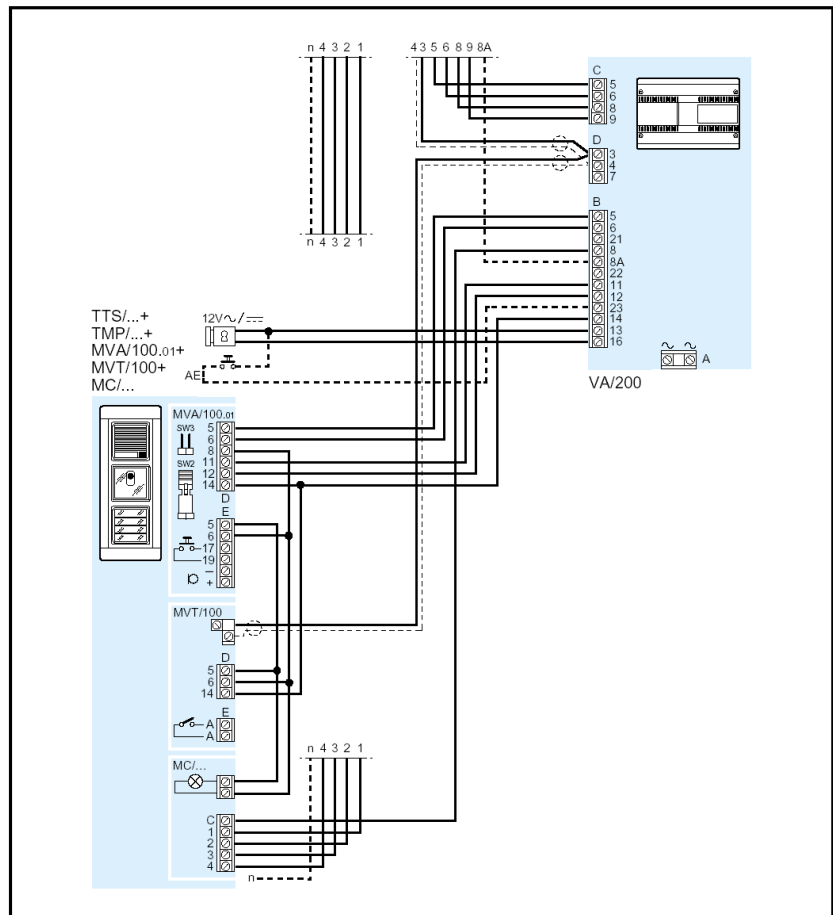 n 4 3 2 1
4 3 5 6 8 9 8A
C
5
6
8
9
D
3
4
7
n 4 3 2 1
B
5
6
21
8
8A
22
11
12
23
14
13
16
A
VA/200
TTS/...+
TMP/...+
MVA/100.01+
MVT/100+
MC/...
12V~/
AE
MVA/100.01
SW3
SW2
5
6
8
11
12
14
D
E
5
6
17
19
–
+
MVT/100
D
5
6
14
E
A
A
MC/...
n 4 3 2 1
C
1
2
3
4
n